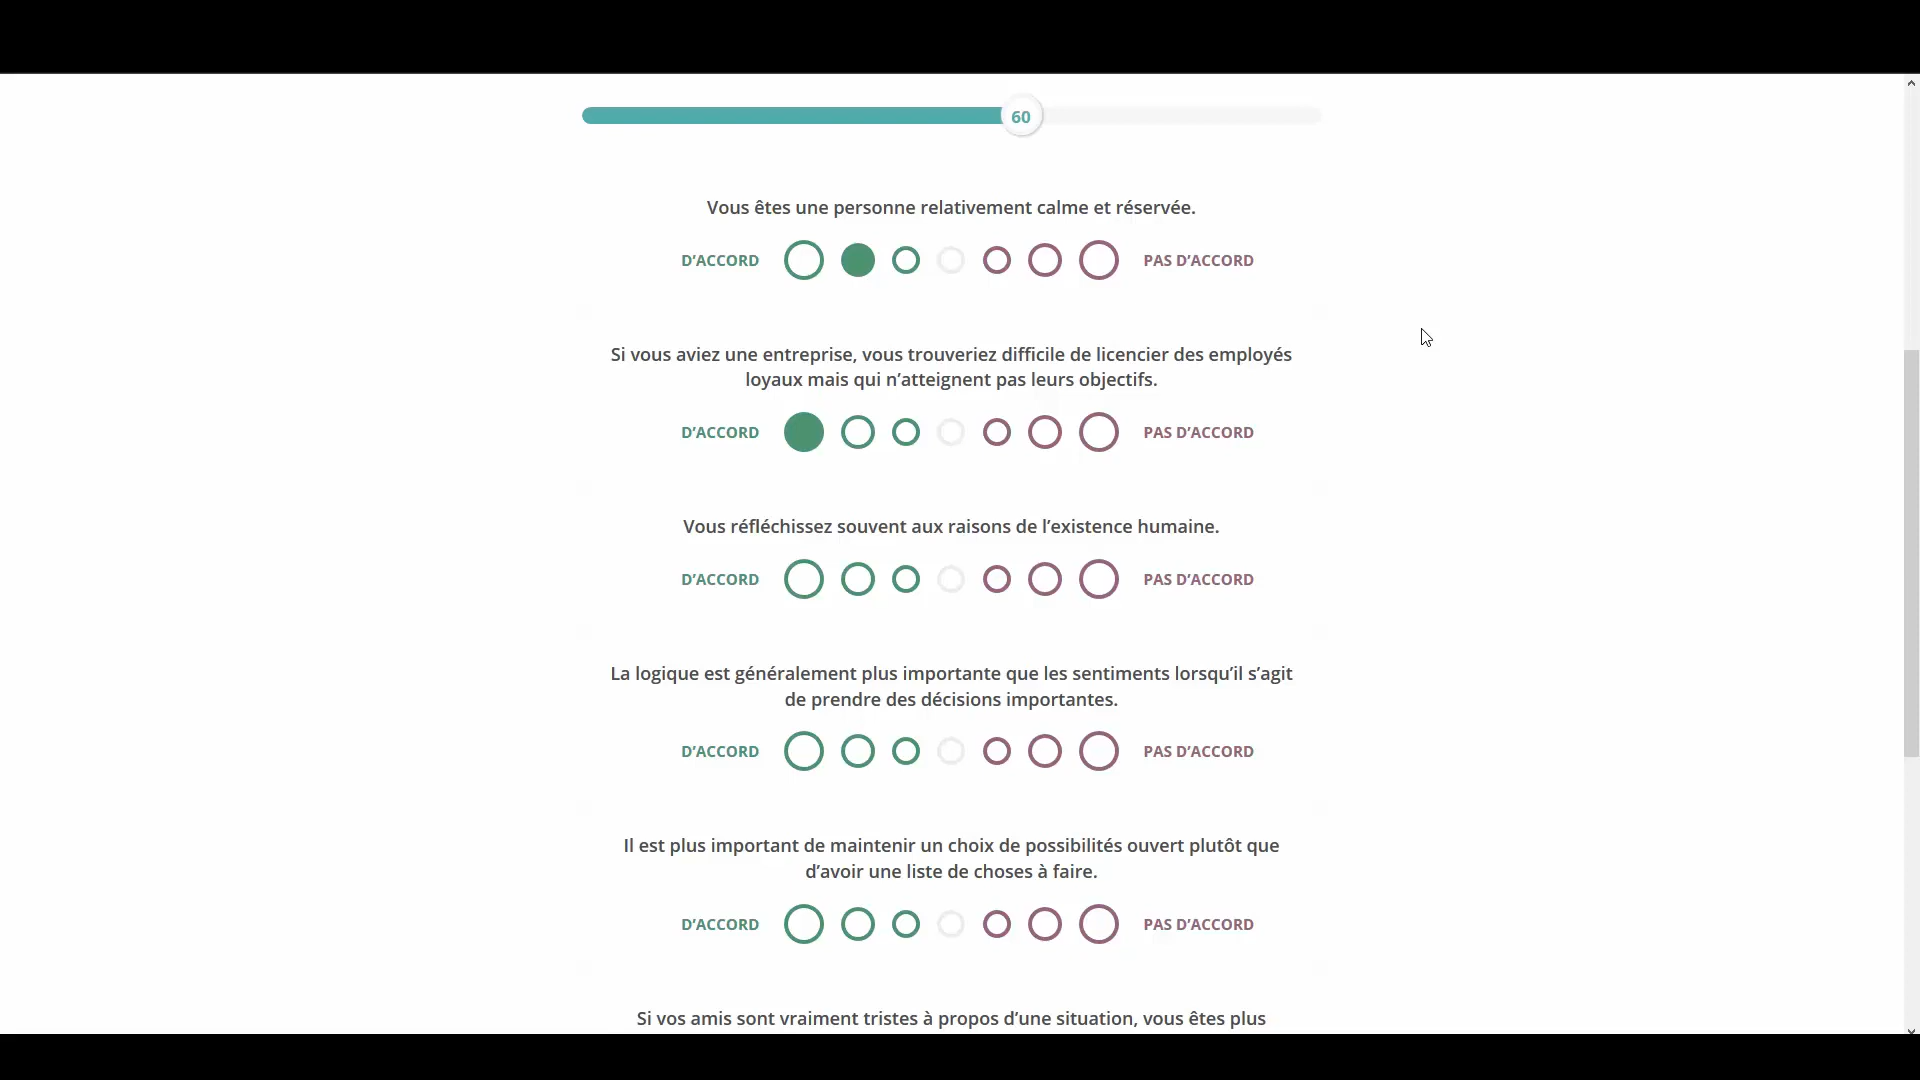 60
Vous êtes une personne relativement calme et réservée.
D’ACCORD PAS D’ACCORD
Si vous aviez une entreprise, vous trouveriez difficile de licencier des employés
loyaux mais qui n’atteignent pas leurs objectifs.
D’ACCORD PAS D’ACCORD
Vous réfléchissez souvent aux raisons de l’existence humaine.
D’ACCORD PAS D’ACCORD
La logique est généralement plus importante que les sentiments lorsqu’il s’agit
de prendre des décisions importantes.
D’ACCORD PAS D’ACCORD
Il est plus important de maintenir un choix de possibilités ouvert plutôt que
d’avoir une liste de choses à faire.
D’ACCORD PAS D’ACCORD
Si vos amis sont vraiment tristes à propos d’une situation, vous êtes plus